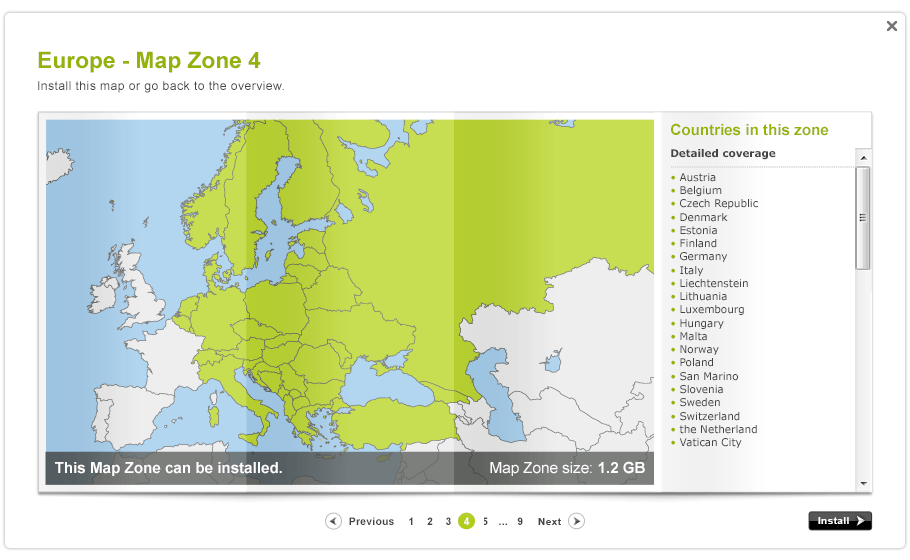 Europe - Map Zone 4
Install this map or go back to the overview.
Countries in this zone
Detailed coverage
Austria
Belgium
Czech Republic
Denmark
Estonia
Finland
Germany
Italy
Liechtenstein
Lithuania
Luxembourg
Hungary
Malta
Norway
Poland
San Marino
Slovenia
Sweden
Switzerland
the Netherland
Vatican City
This Map Zone can be installed. Map Zone size: 1.2 GB
Previous 1 2 3 4 5 ... 9 Next
Install